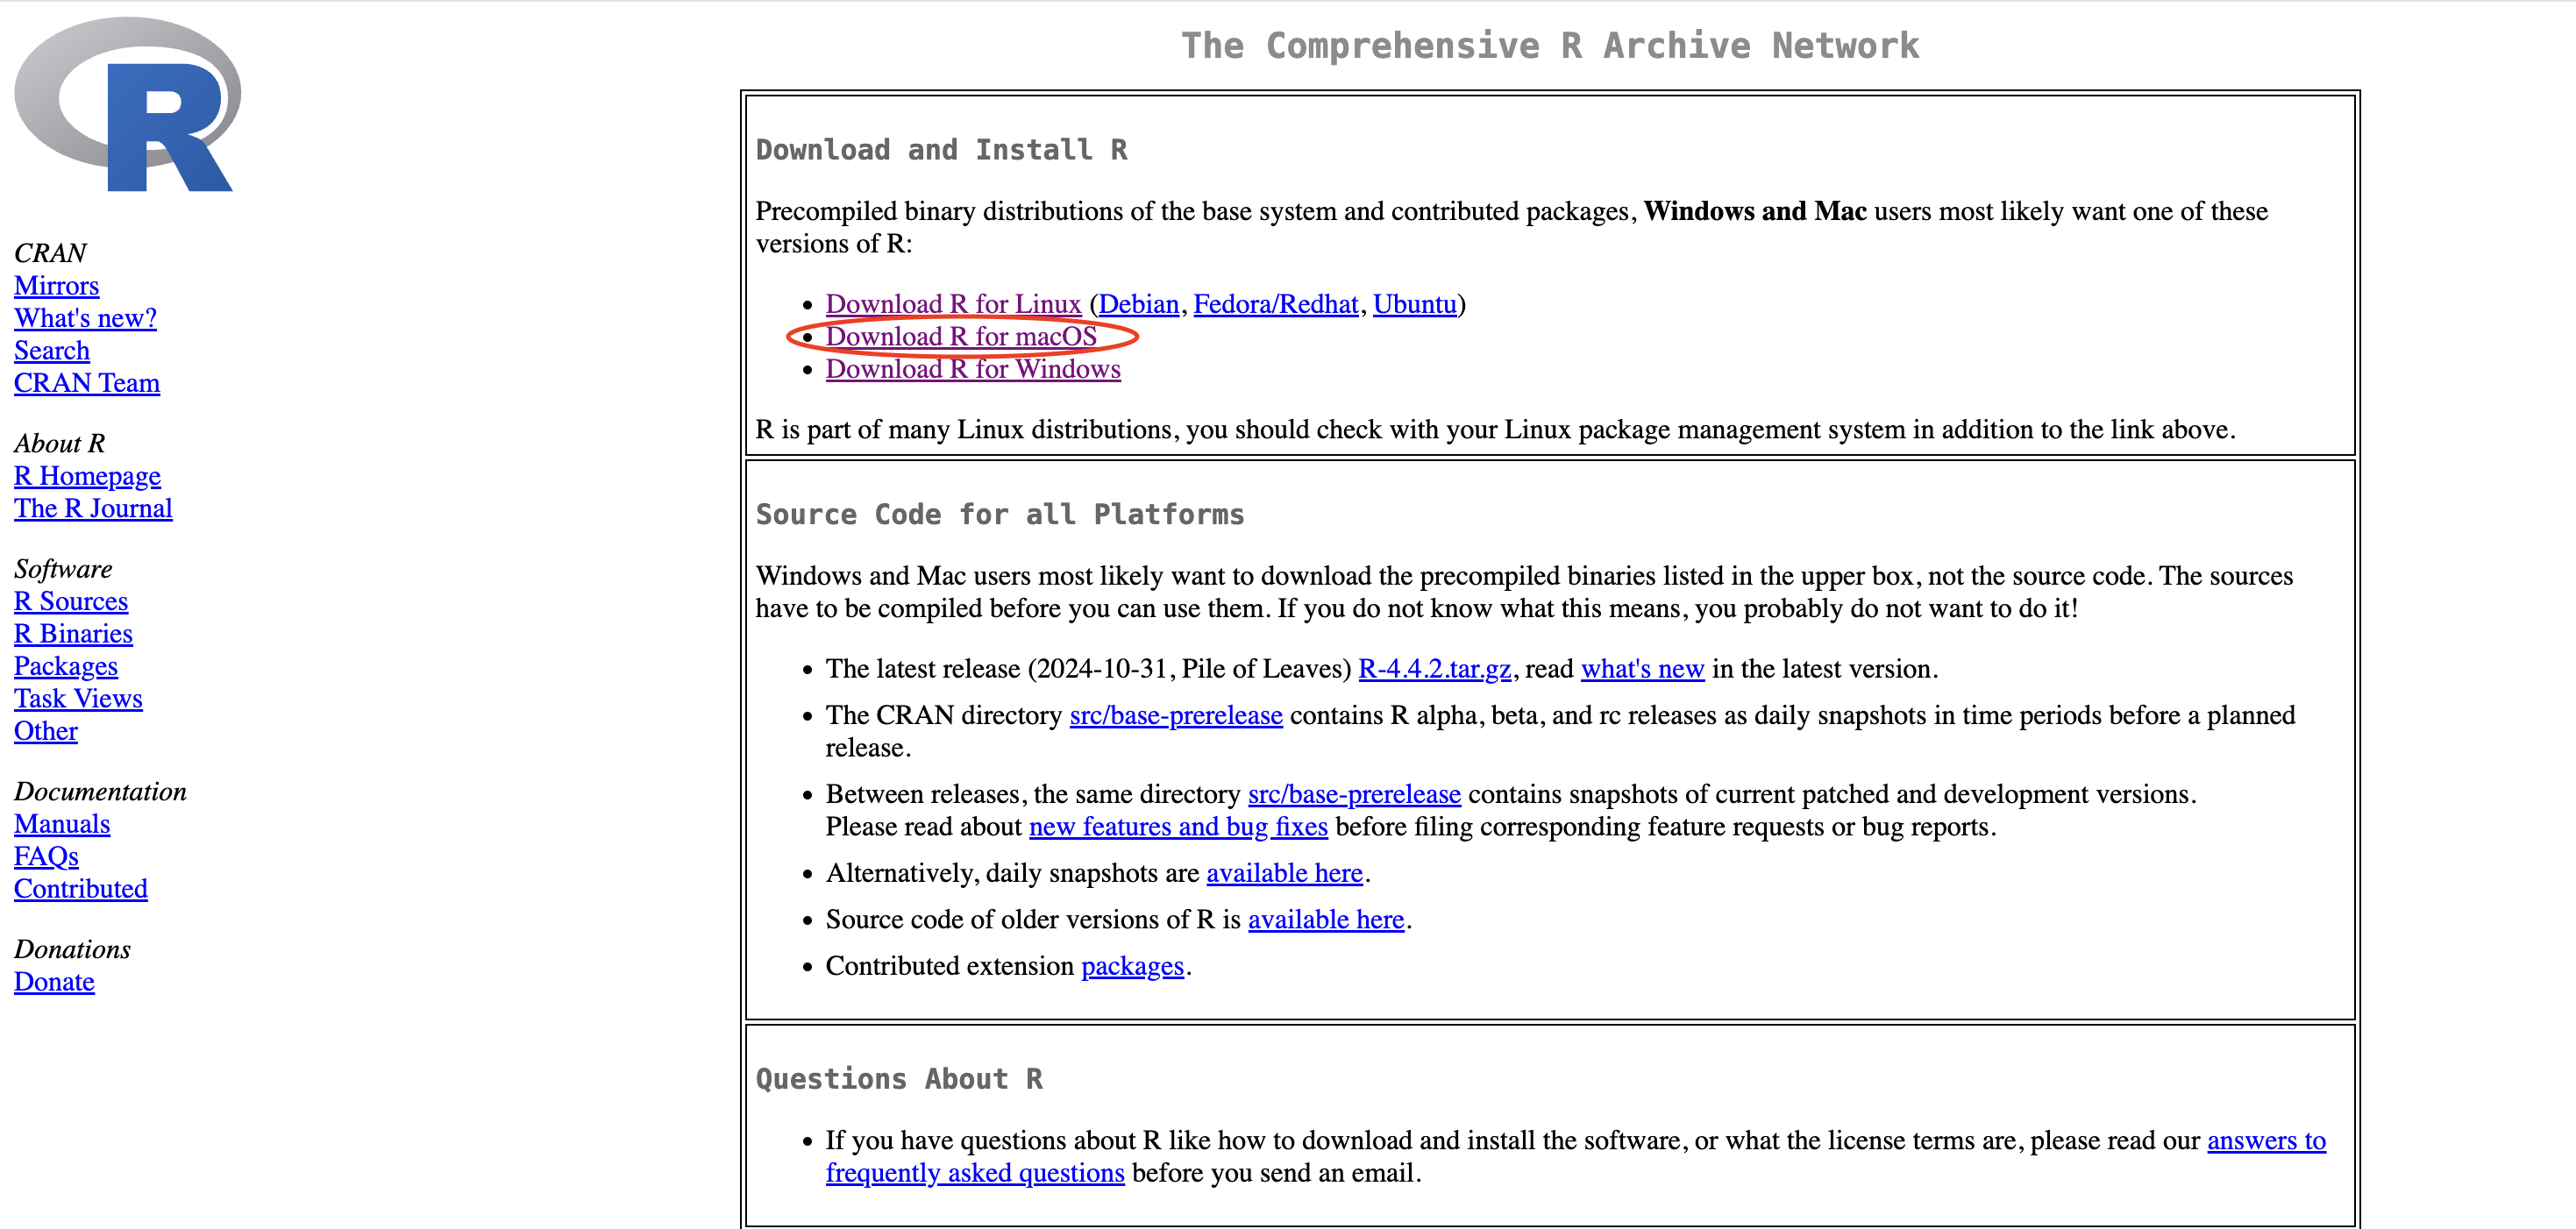 R
CRAN
Mirrors
What's new?
Search
CRAN Team
About R
R Homepage
The R Journal
Software
R Sources
R Binaries
Packages
Task Views
Other
Documentation
Manuals
FAQs
Contributed
Donations
Donate
The Comprehensive R Archive Network
Download and Install R
Precompiled binary distributions of the base system and contributed packages, Windows and Mac users most likely want one of these
versions of R:
• Download R for Linux (Debian, Fedora/Redhat, Ubuntu)
• Download R for macOS
• Download R for Windows
R is part of many Linux distributions, you should check with your Linux package management system in addition to the link above.
Source Code for all Platforms
Windows and Mac users most likely want to download the precompiled binaries listed in the upper box, not the source code. The sources
have to be compiled before you can use them. If you do not know what this means, you probably do not want to do it!
• The latest release (2024-10-31, Pile of Leaves) R-4.4.2.tar.gz, read what's new in the latest version.
• The CRAN directory src/base-prerelease contains R alpha, beta, and rc releases as daily snapshots in time periods before a planned
release.
• Between releases, the same directory src/base-prerelease contains snapshots of current patched and development versions.
Please read about new features and bug fixes before filing corresponding feature requests or bug reports.
• Alternatively, daily snapshots are available here.
• Source code of older versions of R is available here.
• Contributed extension packages.
Questions About R
• If you have questions about R like how to download and install the software, or what the license terms are, please read our answers to
frequently asked questions before you send an email.